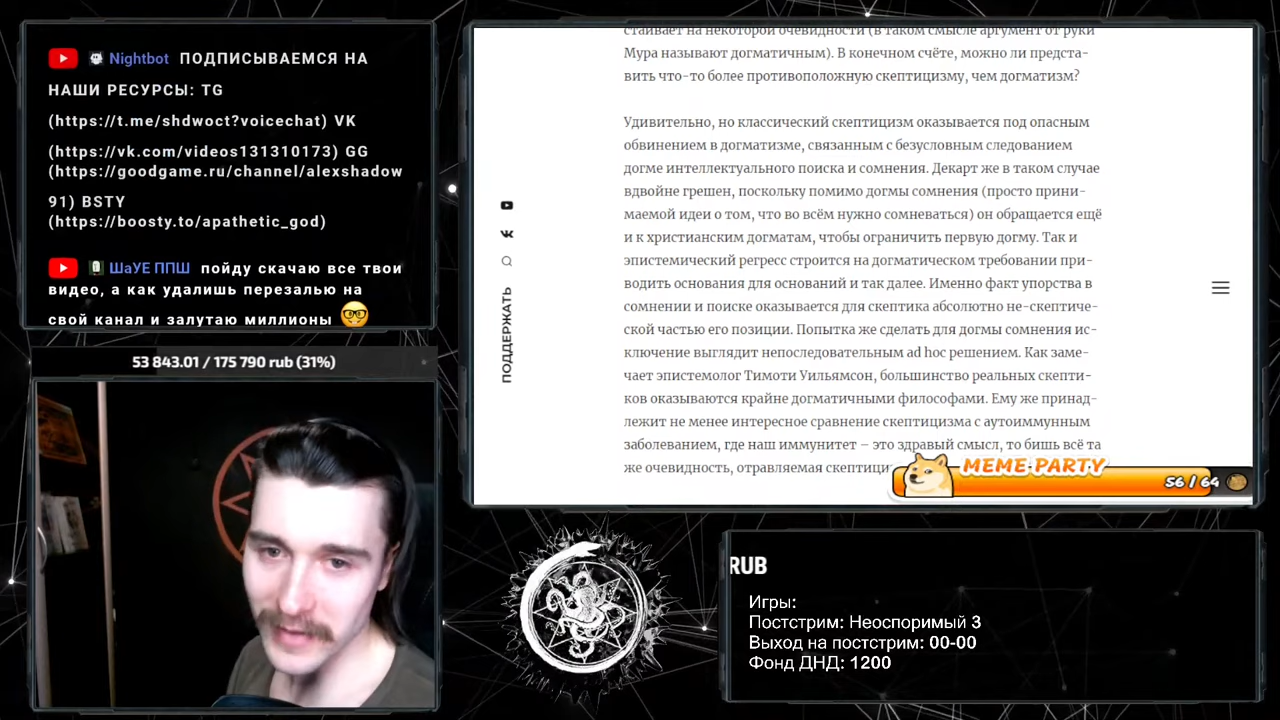 Nightbot ПОДПИСЫВАЕМСЯ НА
НАШИ РЕСУРСЫ: TG
(https://t.me/shdwoct?voicechat) VK
(https://vk.com/videos131310173) GG
(https://goodgame.ru/channel/alexshadow
91) BSTY
(https://boosty.to/apathetic_god)
ШаУЕ ППШ пойду скачаю все твои
видео, а как удалишь перезалью на
свой канал и залутаю миллионы
53 843.01 / 175 790 rub (31%)
стаивает на некоторой очевидности (в таком смысле аргумент от руки
Мура называют догматичным). В конечном счёте, можно ли предста-
вить что-то более противоположную скептицизму, чем догматизм?
Удивительно, но классический скептицизм оказывается под опасным
обвинением в догматизме, связанным с безусловным следованием
догме интеллектуального поиска и сомнения. Декарт же в таком случае
вдвойне грешен, поскольку помимо догмы сомнения (просто прини-
маемой идеи о том, что во всём нужно сомневаться) он обращается ещё
и к христианским догматам, чтобы ограничить первую догму. Так и
эпистемический регресс строится на догматическом требовании при-
водить основания для оснований и так далее. Именно факт упорства в
сомнении и поиске оказывается для скептика абсолютно не-скептиче-
ской частью его позиции. Попытка же сделать для догмы сомнения ис-
ключение выглядит непоследовательным ad hoc решением. Как заме-
чает эпистемолог Тимоти Уильямсон, большинство реальных скепти-
ков оказываются крайне догматичными философами. Ему же принад-
лежит не менее интересное сравнение скептицизма с аутоиммунным
заболеванием, где наш иммунитет – это здравый смысл, то бишь всё та
же очевидность, отравляемая скептици
ПОДДЕРЖАТЬ
MEME PARTY
56 / 64
RUB
Игры:
Постстрим: Неоспоримый 3
Выход на постстрим: 00-00
Фонд ДНД: 1200